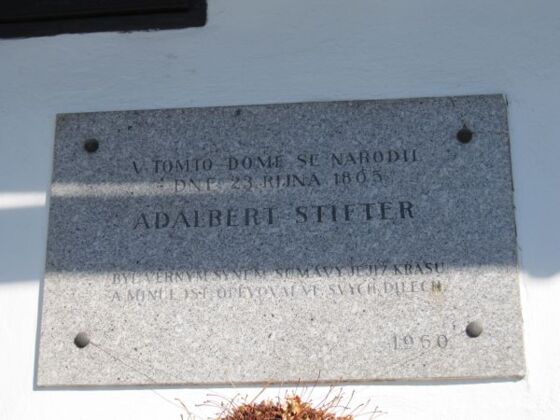 V TOMTO DOMĚ SE NARODIL
DNE 23. ŘÍJNA 1805
ADALBERT STIFTER
BYL VĚRNÝM SYNEM ŠUMAVY, JEJÍŽ KRÁSU
A MINULOST OPĚVOVAL VE SVÝCH DÍLECH
1960